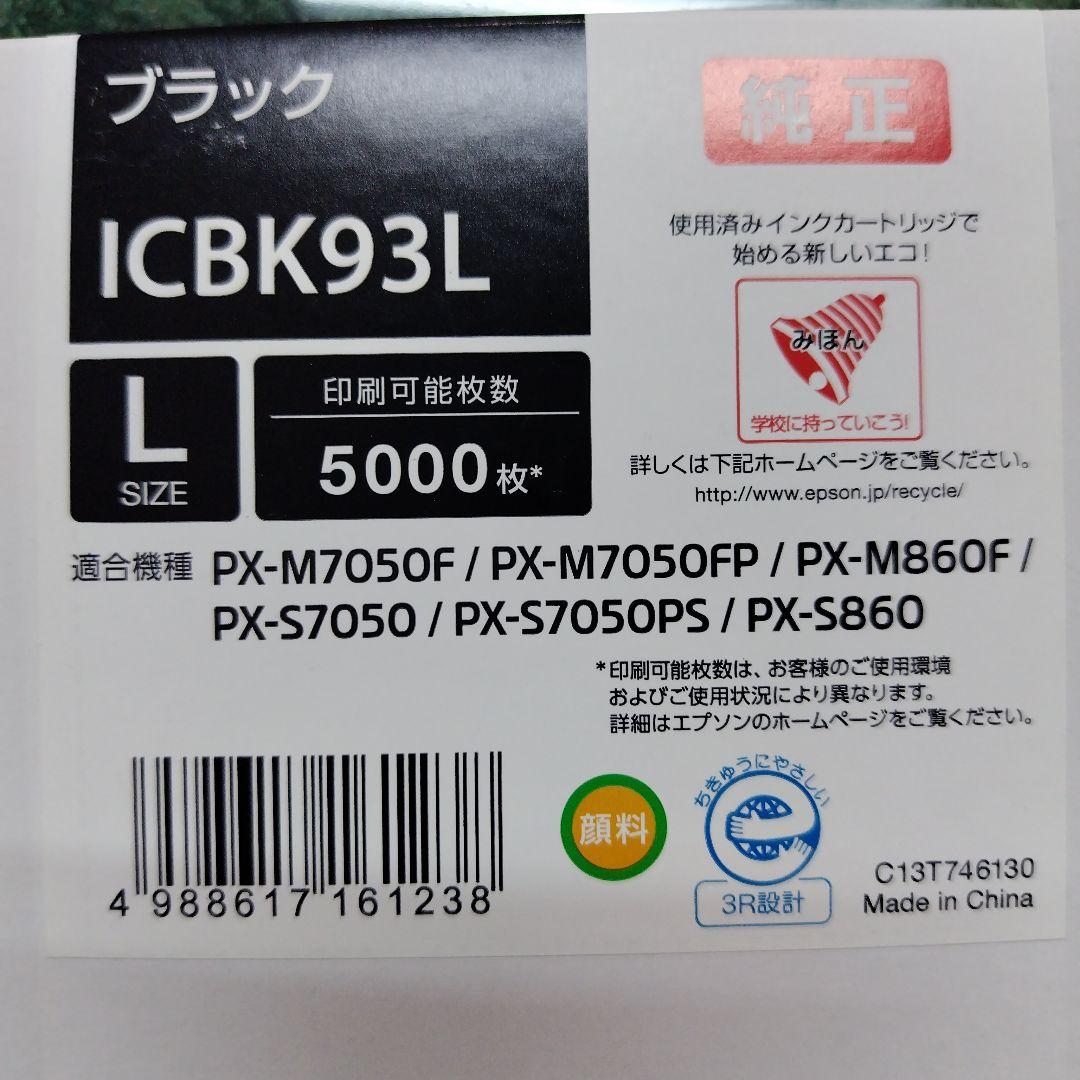 ブラック
ICBK93L
L
SIZE
印刷可能枚数
5000枚*
純正
使用済みインクカートリッジで
始める新しいエコ!
みほん
学校に持っていこう!
詳しくは下記ホームページをご覧ください。
http://www.epson.jp/recycle/
適合機種 PX-M7050F / PX-M7050FP / PX-M860F /
PX-S7050 / PX-S7050PS / PX-S860
*印刷可能枚数は、お客様のご使用環境
およびご使用状況により異なります。
詳細はエプソンのホームページをご覧ください。
4 988617 161238
顔料
ちきゅうにやさしい
3R設計
C13T746130
Made in China